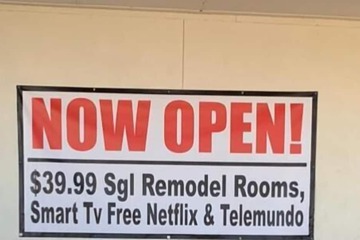 NOW OPEN!
$39.99 Sgl Remodel Rooms,
Smart Tv Free Netflix & Telemundo